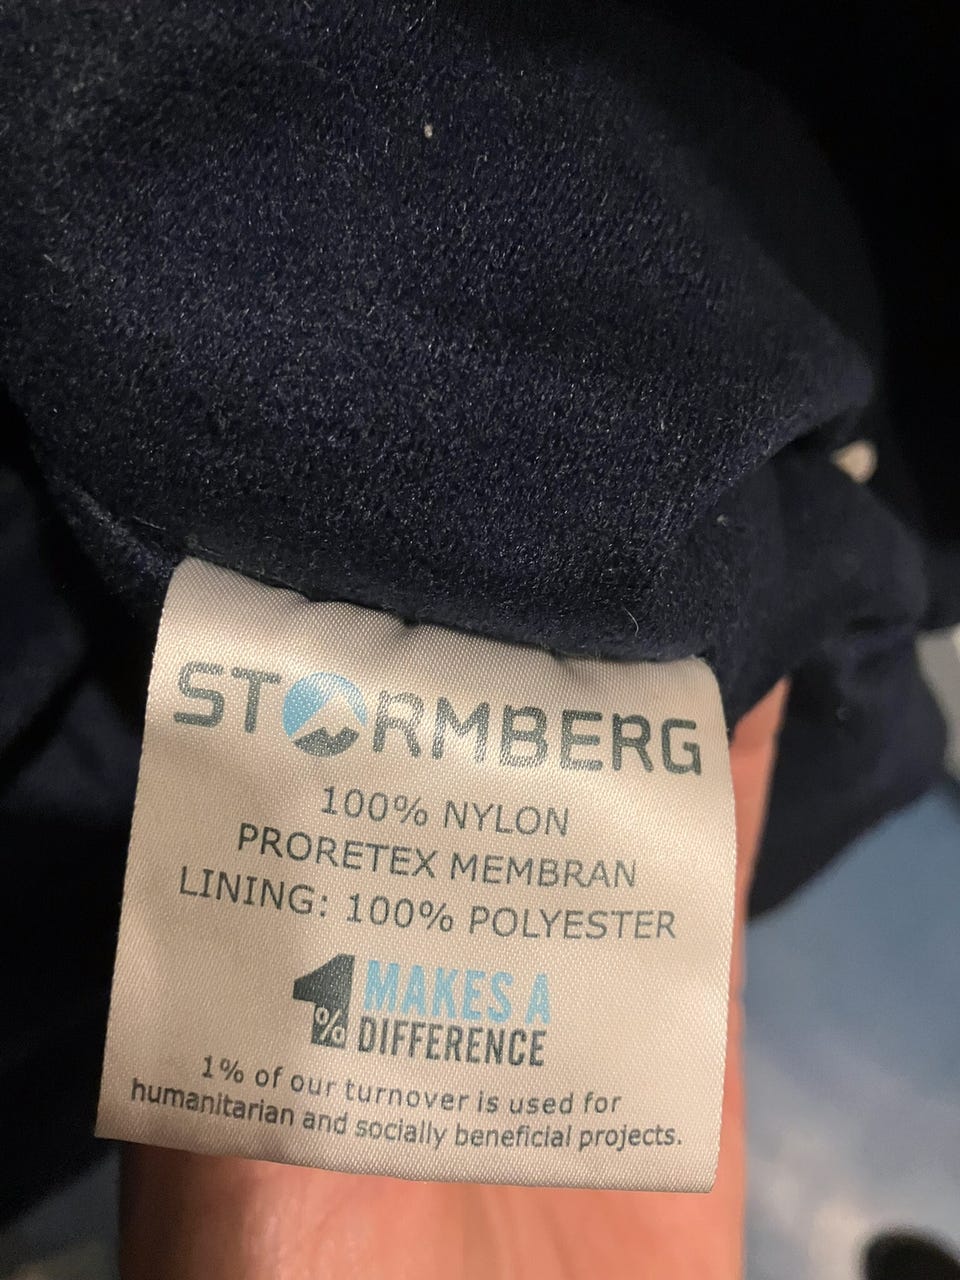 STORMBERG
100% NYLON
PRORETEX MEMBRAN
LINING: 100% POLYESTER
1% MAKES A
DIFFERENCE
1% of our turnover is used for
humanitarian and socially beneficial projects.